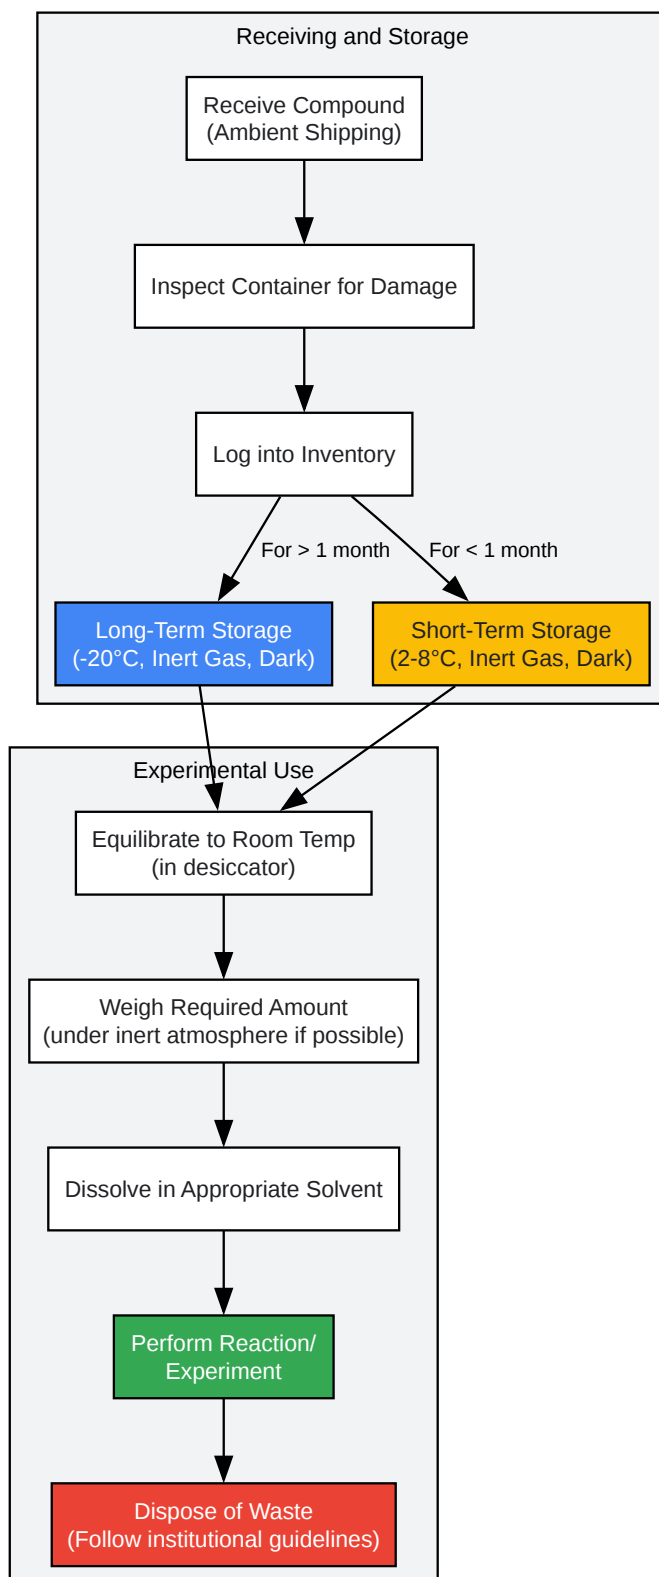 Receiving and Storage
Receive Compound
(Ambient Shipping)
Inspect Container for Damage
Log into Inventory
For > 1 month
For < 1 month
Long-Term Storage
(-20°C, Inert Gas, Dark)
Short-Term Storage
(2-8°C, Inert Gas, Dark)
Experimental Use
Equilibrate to Room Temp
(in desiccator)
Weigh Required Amount
(under inert atmosphere if possible)
Dissolve in Appropriate Solvent
Perform Reaction/
Experiment
Dispose of Waste
(Follow institutional guidelines)